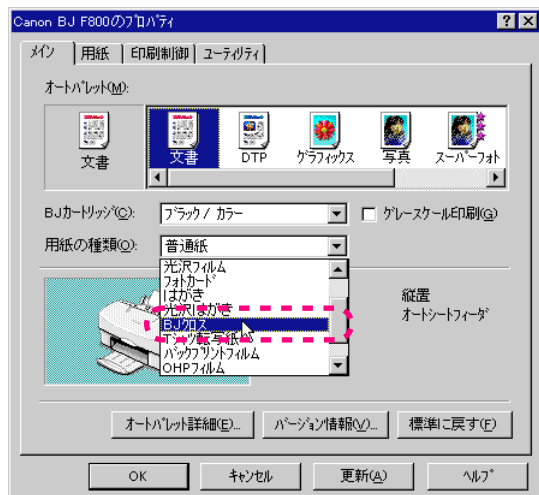 Canon BJ F800のﾌﾟﾛﾊﾟﾃｨ
ﾒｲﾝ 用紙 印刷制御 ﾕｰﾃｨﾘﾃｨ
ｵｰﾄﾊﾟﾚｯﾄ(M):
文書 文書 DTP ｸﾞﾗﾌｨｯｸｽ 写真 ｽｰﾊﾟｰﾌｫﾄ
BJｶｰﾄﾘｯｼﾞ(C): ﾌﾞﾗｯｸ / ｶﾗｰ ｸﾞﾚｰｽｹｰﾙ印刷(G)
用紙の種類(O): 普通紙
光沢ﾌｨﾙﾑ
ﾌｫﾄｶｰﾄﾞ
はがき
光沢はがき
BJｸﾛｽ
Tｼｬﾂ転写紙
ﾊﾞｯｸﾌﾟﾘﾝﾄﾌｨﾙﾑ
OHPﾌｨﾙﾑ
縦置
ｵｰﾄｼｰﾄﾌｨｰﾀﾞ
ｵｰﾄﾊﾟﾚｯﾄ詳細(E)... ﾊﾞｰｼﾞｮﾝ情報(V)... 標準に戻す(F)
OK ｷｬﾝｾﾙ 更新(A) ﾍﾙﾌﾟ